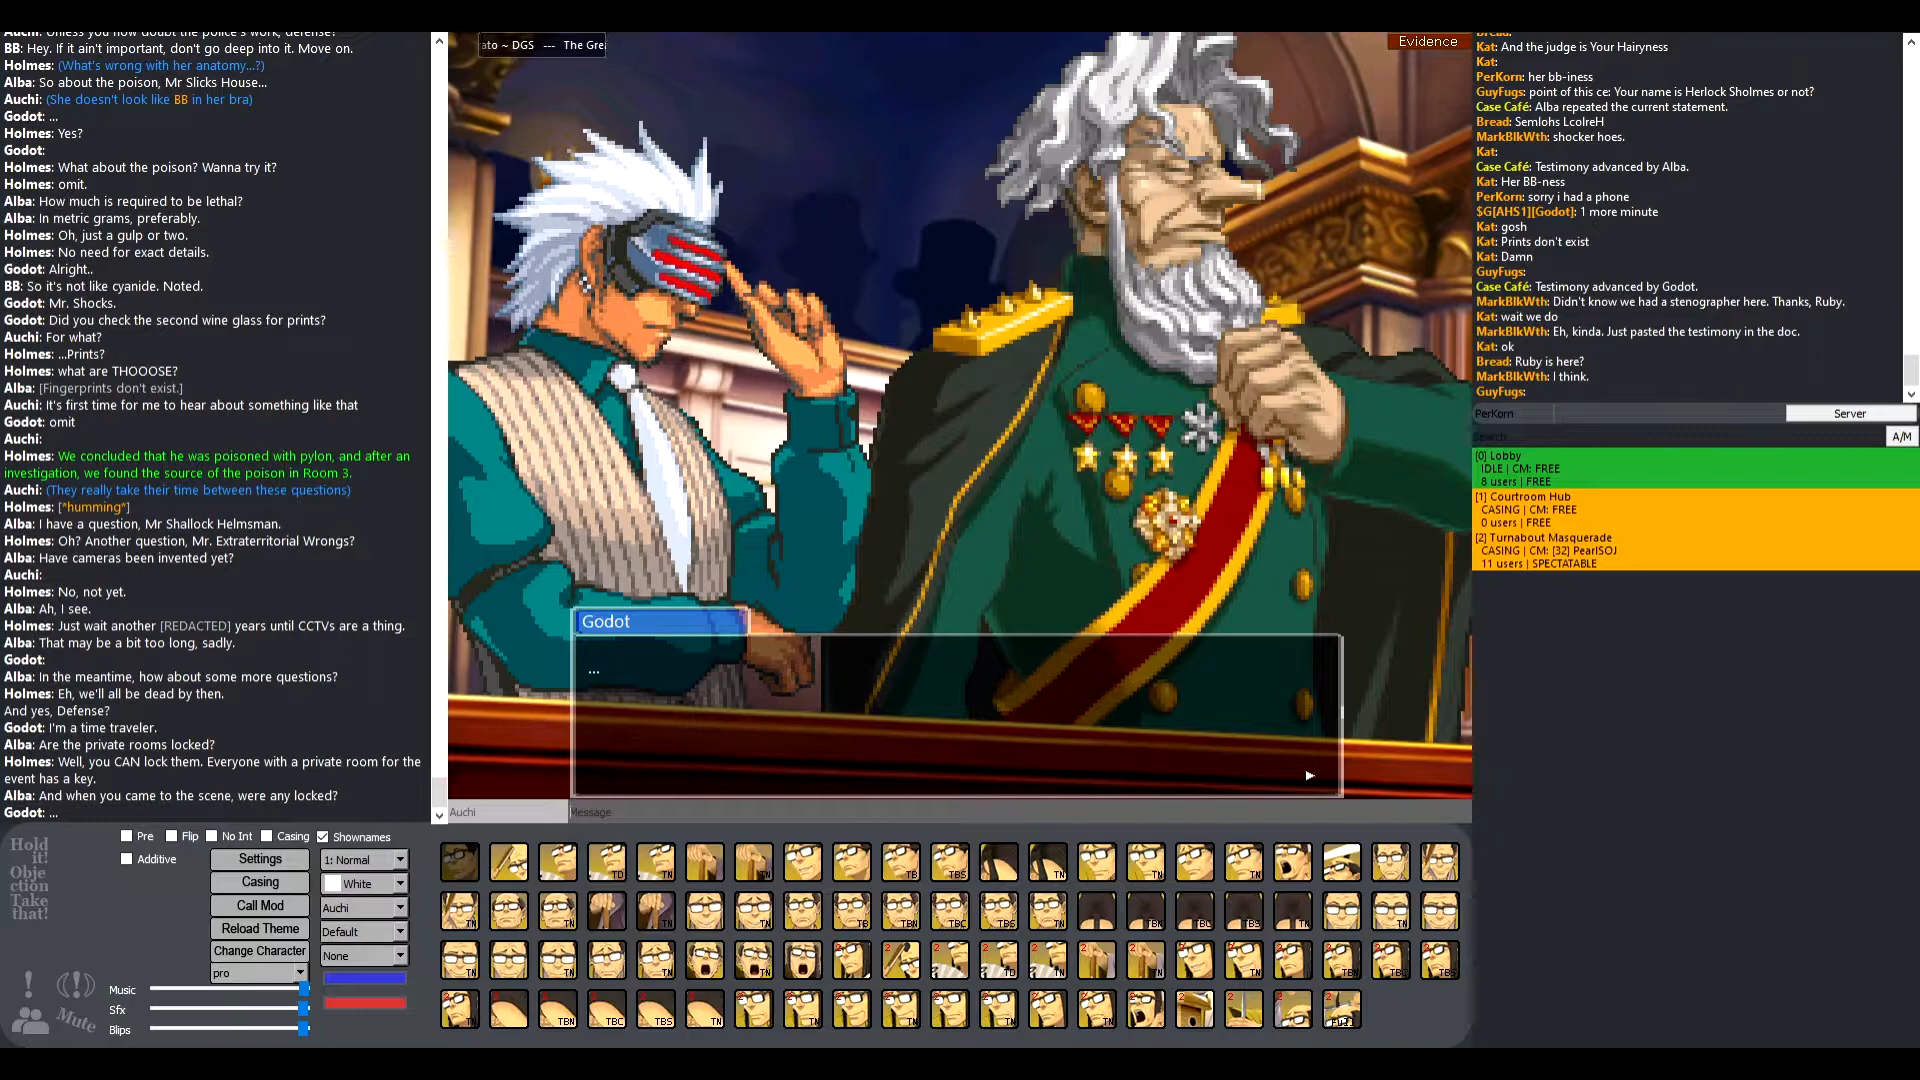 Auchi: Unless you now doubt the police's work, defense?
BB: Hey. If it ain't important, don't go deep into it. Move on.
Holmes: (What's wrong with her anatomy...?)
Alba: So about the poison, Mr Slicks House...
Auchi: (She doesn't look like BB in her bra)
Godot: ...
Holmes: Yes?
Godot:
Holmes: What about the poison? Wanna try it?
Holmes: omit.
Alba: How much is required to be lethal?
Alba: In metric grams, preferably.
Holmes: Oh, just a gulp or two.
Holmes: No need for exact details.
Godot: Alright..
BB: So it's not like cyanide. Noted.
Godot: Mr. Shocks.
Godot: Did you check the second wine glass for prints?
Auchi: For what?
Holmes: ...Prints?
Holmes: what are THOOOSE?
Alba: [Fingerprints don't exist.]
Auchi: It's first time for me to hear about something like that
Godot: omit
Auchi:
Holmes: We concluded that he was poisoned with pylon, and after an
investigation, we found the source of the poison in Room 3.
Auchi: (They really take their time between these questions)
Holmes: [*humming*]
Alba: I have a question, Mr Shallock Helmsman.
Holmes: Oh? Another question, Mr. Extraterritorial Wrongs?
Alba: Have cameras been invented yet?
Auchi:
Holmes: No, not yet.
Alba: Ah, I see.
Holmes: Just wait another [REDACTED] years until CCTVs are a thing.
Alba: That may be a bit too long, sadly.
Godot:
Alba: In the meantime, how about some more questions?
Holmes: Eh, we'll all be dead by then.
And yes, Defense?
Godot: I'm a time traveler.
Alba: Are the private rooms locked?
Holmes: Well, you CAN lock them. Everyone with a private room for the
event has a key.
Alba: And when you came to the scene, were any locked?
Godot: ...
ato ~ DGS --- The Grea
Evidence
Godot
...
Auchi
Message
Bread:
Kat: And the judge is Your Hairyness
Kat:
PerKorn: her bb-iness
GuyFugs: point of this ce: Your name is Herlock Sholmes or not?
Case Café: Alba repeated the current statement.
Bread: Semlohs LcolreH
MarkBlkWth: shocker hoes.
Kat:
Case Café: Testimony advanced by Alba.
Kat: Her BB-ness
PerKorn: sorry i had a phone
$G[AHS1][Godot]: 1 more minute
Kat: gosh
Kat: Prints don't exist
Kat: Damn
GuyFugs:
Case Café: Testimony advanced by Godot.
MarkBlkWth: Didn't know we had a stenographer here. Thanks, Ruby.
Kat: wait we do
MarkBlkWth: Eh, kinda. Just pasted the testimony in the doc.
Kat: ok
Bread: Ruby is here?
MarkBlkWth: I think.
GuyFugs:
PerKorn
Server
Search
A/M
[0] Lobby
IDLE | CM: FREE
8 users | FREE
[1] Courtroom Hub
CASING | CM: FREE
0 users | FREE
[2] Turnabout Masquerade
CASING | CM: [32] PearlSOJ
11 users | SPECTATABLE
Hold it!
Objection
Take that!
Pre
Flip
No Int
Casing
Shownames
Additive
Settings
1: Normal
Casing
White
Call Mod
Auchi
Reload Theme
Default
Change Character
None
pro
Music
Sfx
Blips
Mute